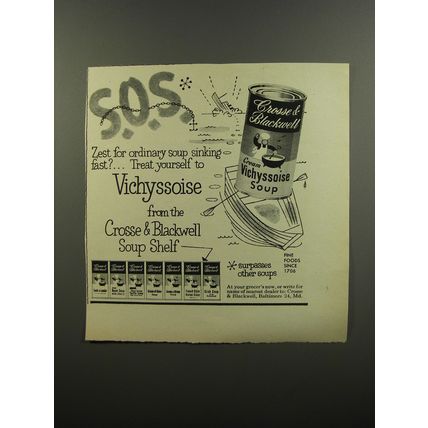 S.O.S.*
Zest for ordinary soup sinking
fast?... Treat yourself to
Vichyssoise
from the
Crosse & Blackwell
Soup Shelf
Crosse &
Blackwell
Cream
Vichyssoise
SOUP
* surpasses
other soups
FINE
FOODS
SINCE
1706
At your grocer's now, or write for
name of nearest dealer to: Crosse
& Blackwell, Baltimore 24, Md.